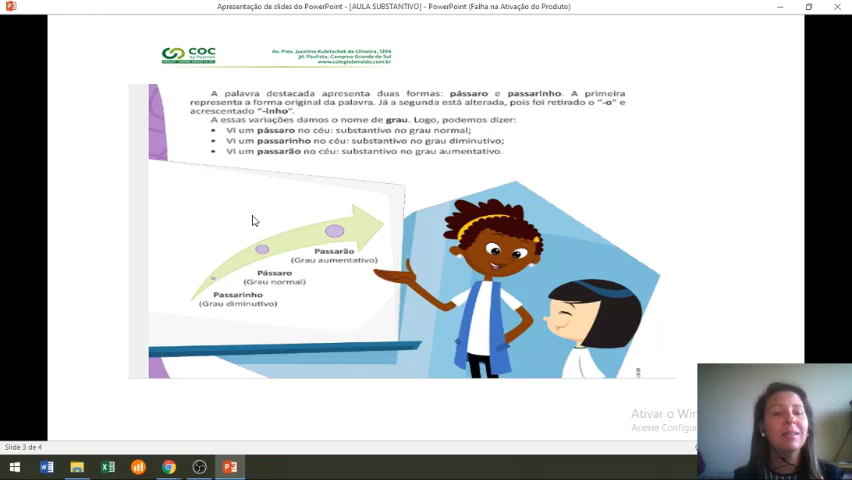 Apresentação de slides do PowerPoint - [AULA SUBSTANTIVO] - PowerPoint (Falha na Ativação do Produto)
COC
by Pearson
Av. Pres. Juscelino Kubitschek de Oliveira, 1394
Jd. Paulista, Campina Grande do Sul
www.colegiobenaldo.com.br
A palavra destacada apresenta duas formas: pássaro e passarinho. A primeira
representa a forma original da palavra. Já a segunda está alterada, pois foi retirado o "-o" e
acrescentado "-inho".
A essas variações damos o nome de grau. Logo, podemos dizer:
• Vi um pássaro no céu: substantivo no grau normal;
• Vi um passarinho no céu: substantivo no grau diminutivo;
• Vi um passarão no céu: substantivo no grau aumentativo.
Passarão
(Grau aumentativo)
Pássaro
(Grau normal)
Passarinho
(Grau diminutivo)
Ativar o Win
Acesse Configur
Slide 3 de 4